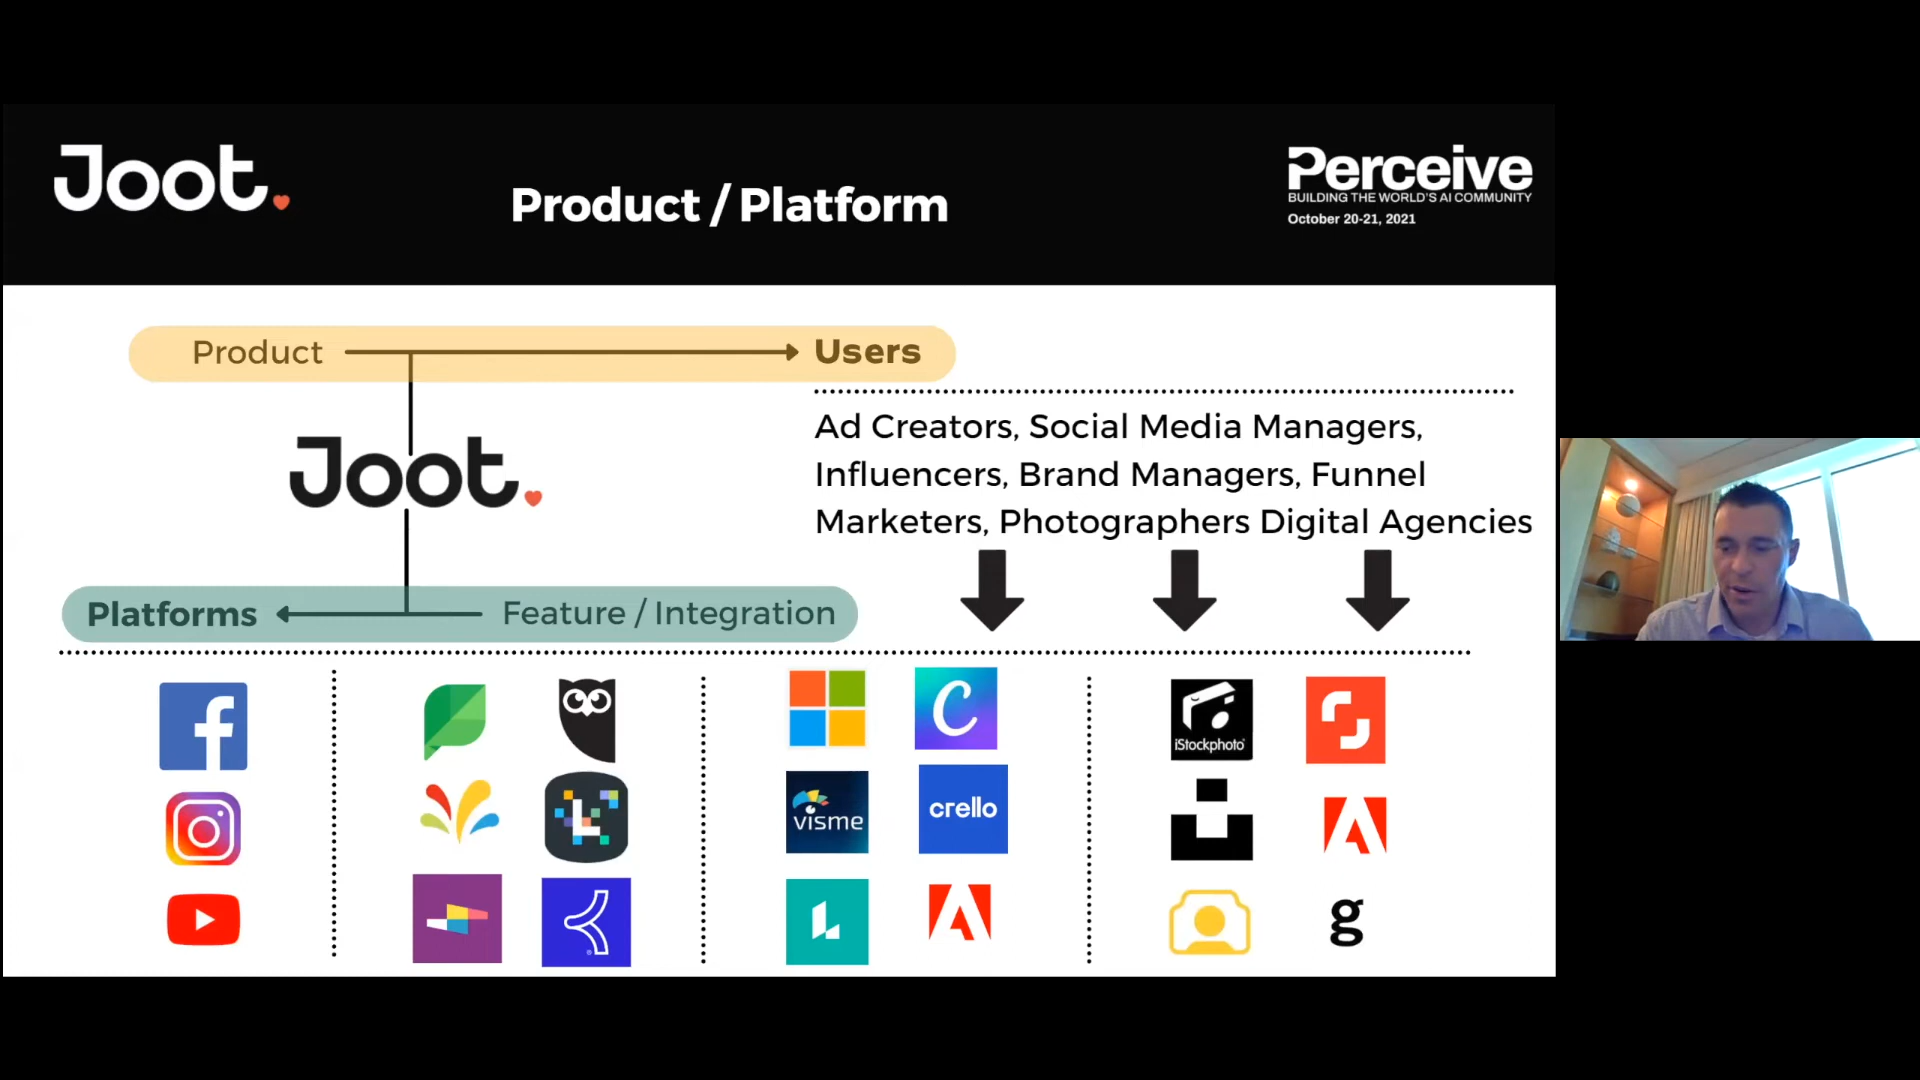 Joot.
Product / Platform
Perceive
BUILDING THE WORLD'S AI COMMUNITY
October 20-21, 2021
Product
Users
Joot.
Ad Creators, Social Media Managers,
Influencers, Brand Managers, Funnel
Marketers, Photographers Digital Agencies
Platforms
Feature / Integration
f
C
iStockphoto
visme
crello
L
L
g